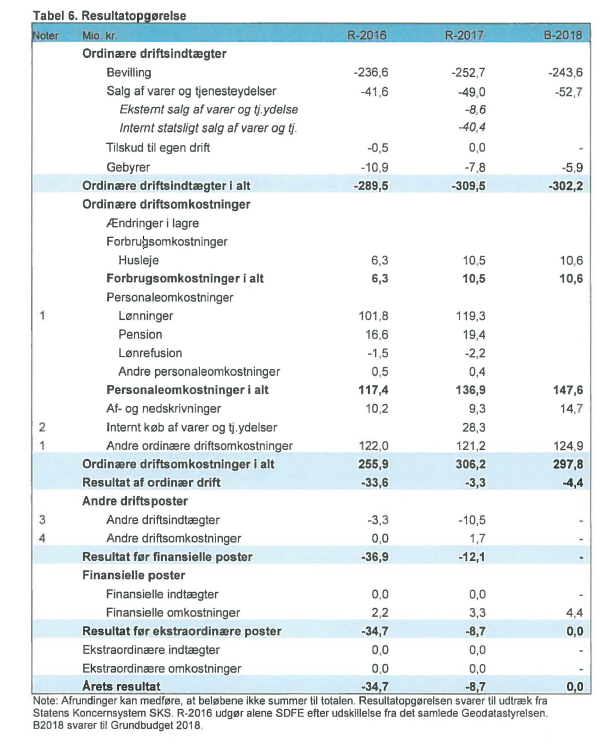 Tabel 6. Resultatopgørelse
Noter Mio. kr. R-2016 R-2017 B-2018
Ordinære driftsindtægter
Bevilling -236,6 -252,7 -243,6
Salg af varer og tjenesteydelser -41,6 -49,0 -52,7
Eksternt salg af varer og tj.ydelse -8,6
Internt statsligt salg af varer og tj. -40,4
Tilskud til egen drift -0,5 0,0 -
Gebyrer -10,9 -7,8 -5,9
Ordinære driftsindtægter i alt -289,5 -309,5 -302,2
Ordinære driftsomkostninger
Ændringer i lagre
Forbrugsomkostninger
Husleje 6,3 10,5 10,6
Forbrugsomkostninger i alt 6,3 10,5 10,6
Personaleomkostninger
1 Lønninger 101,8 119,3
Pension 16,6 19,4
Lønrefusion -1,5 -2,2
Andre personaleomkostninger 0,5 0,4
Personaleomkostninger i alt 117,4 136,9 147,6
Af- og nedskrivninger 10,2 9,3 14,7
2 Internt køb af varer og tj.ydelser 28,3
1 Andre ordinære driftsomkostninger 122,0 121,2 124,9
Ordinære driftsomkostninger i alt 255,9 306,2 297,8
Resultat af ordinær drift -33,6 -3,3 -4,4
Andre driftsposter
3 Andre driftsindtægter -3,3 -10,5 -
4 Andre driftsomkostninger 0,0 1,7 -
Resultat før finansielle poster -36,9 -12,1 -
Finansielle poster
Finansielle indtægter 0,0 0,0 -
Finansielle omkostninger 2,2 3,3 4,4
Resultat før ekstraordinære poster -34,7 -8,7 0,0
Ekstraordinære indtægter 0,0 0,0 -
Ekstraordinære omkostninger 0,0 0,0 -
Årets resultat -34,7 -8,7 0,0
Note: Afrundinger kan medføre, at beløbene ikke summer til totalen. Resultatopgørelsen svarer til udtræk fra
Statens Koncernsystem SKS. R-2016 udgør alene SDFE efter udskillelse fra det samlede Geodatastyrelsen.
B2018 svarer til Grundbudget 2018.